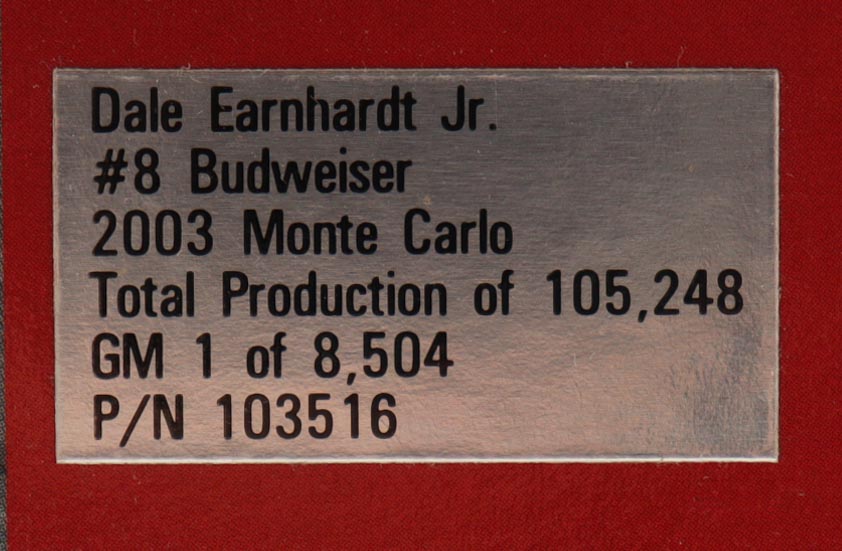 Dale Earnhardt Jr.
#8 Budweiser
2003 Monte Carlo
Total Production of 105,248
GM 1 of 8,504
P/N 103516